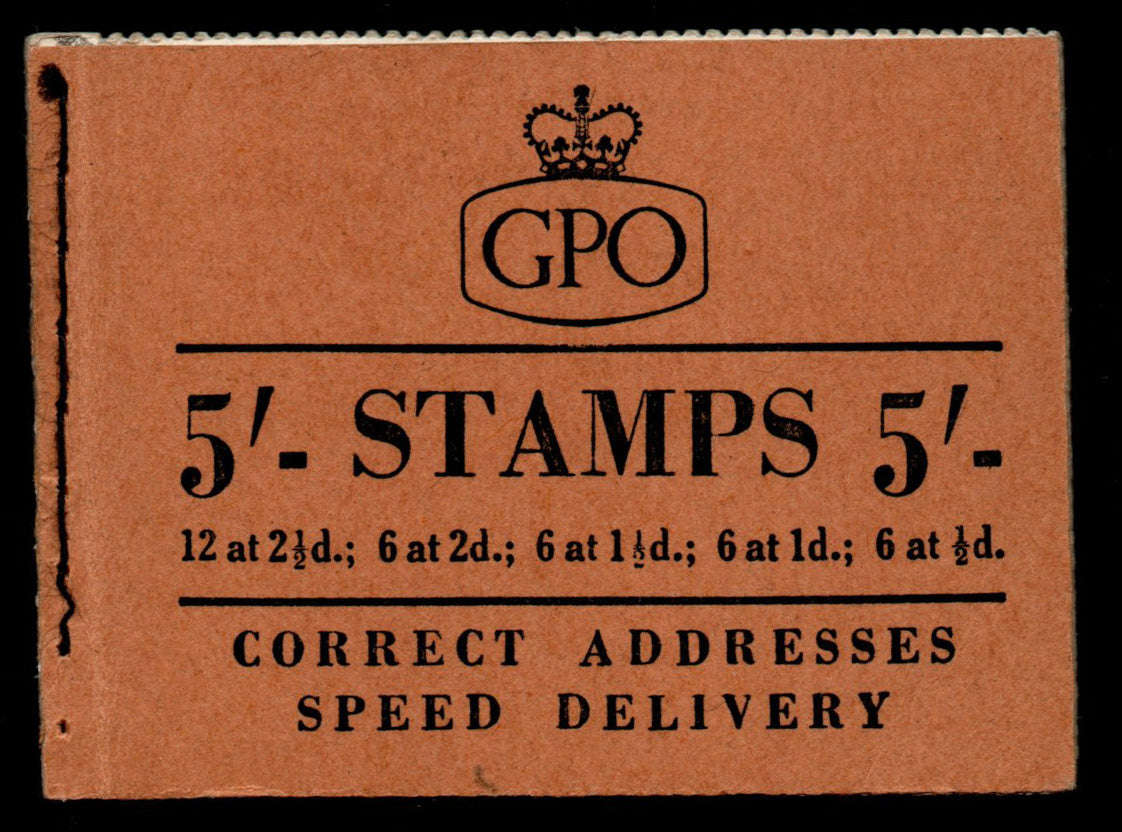 GPO
5/- STAMPS 5/-
12 at 2½d.; 6 at 2d.; 6 at 1½d.; 6 at 1d.; 6 at ½d.
CORRECT ADDRESSES
SPEED DELIVERY